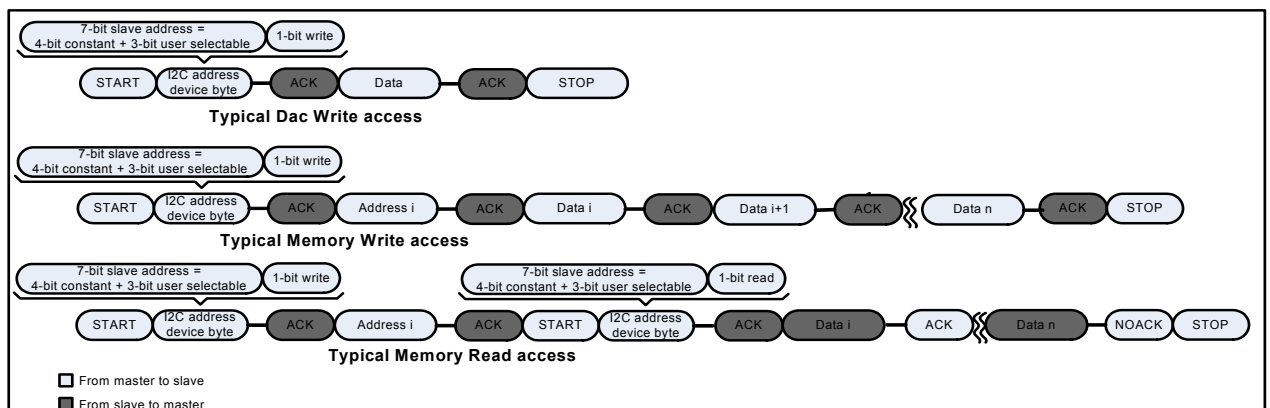 7-bit slave address =
4-bit constant + 3-bit user selectable
1-bit write
START
I2C address
device byte
ACK
Data
ACK
STOP
Typical Dac Write access
7-bit slave address =
4-bit constant + 3-bit user selectable
1-bit write
START
I2C address
device byte
ACK
Address i
ACK
Data i
ACK
Data i+1
ACK
Data n
ACK
STOP
Typical Memory Write access
7-bit slave address =
4-bit constant + 3-bit user selectable
1-bit write
7-bit slave address =
4-bit constant + 3-bit user selectable
1-bit read
START
I2C address
device byte
ACK
Address i
ACK
START
I2C address
device byte
ACK
Data i
ACK
Data n
NOACK
STOP
Typical Memory Read access
From master to slave
From slave to master